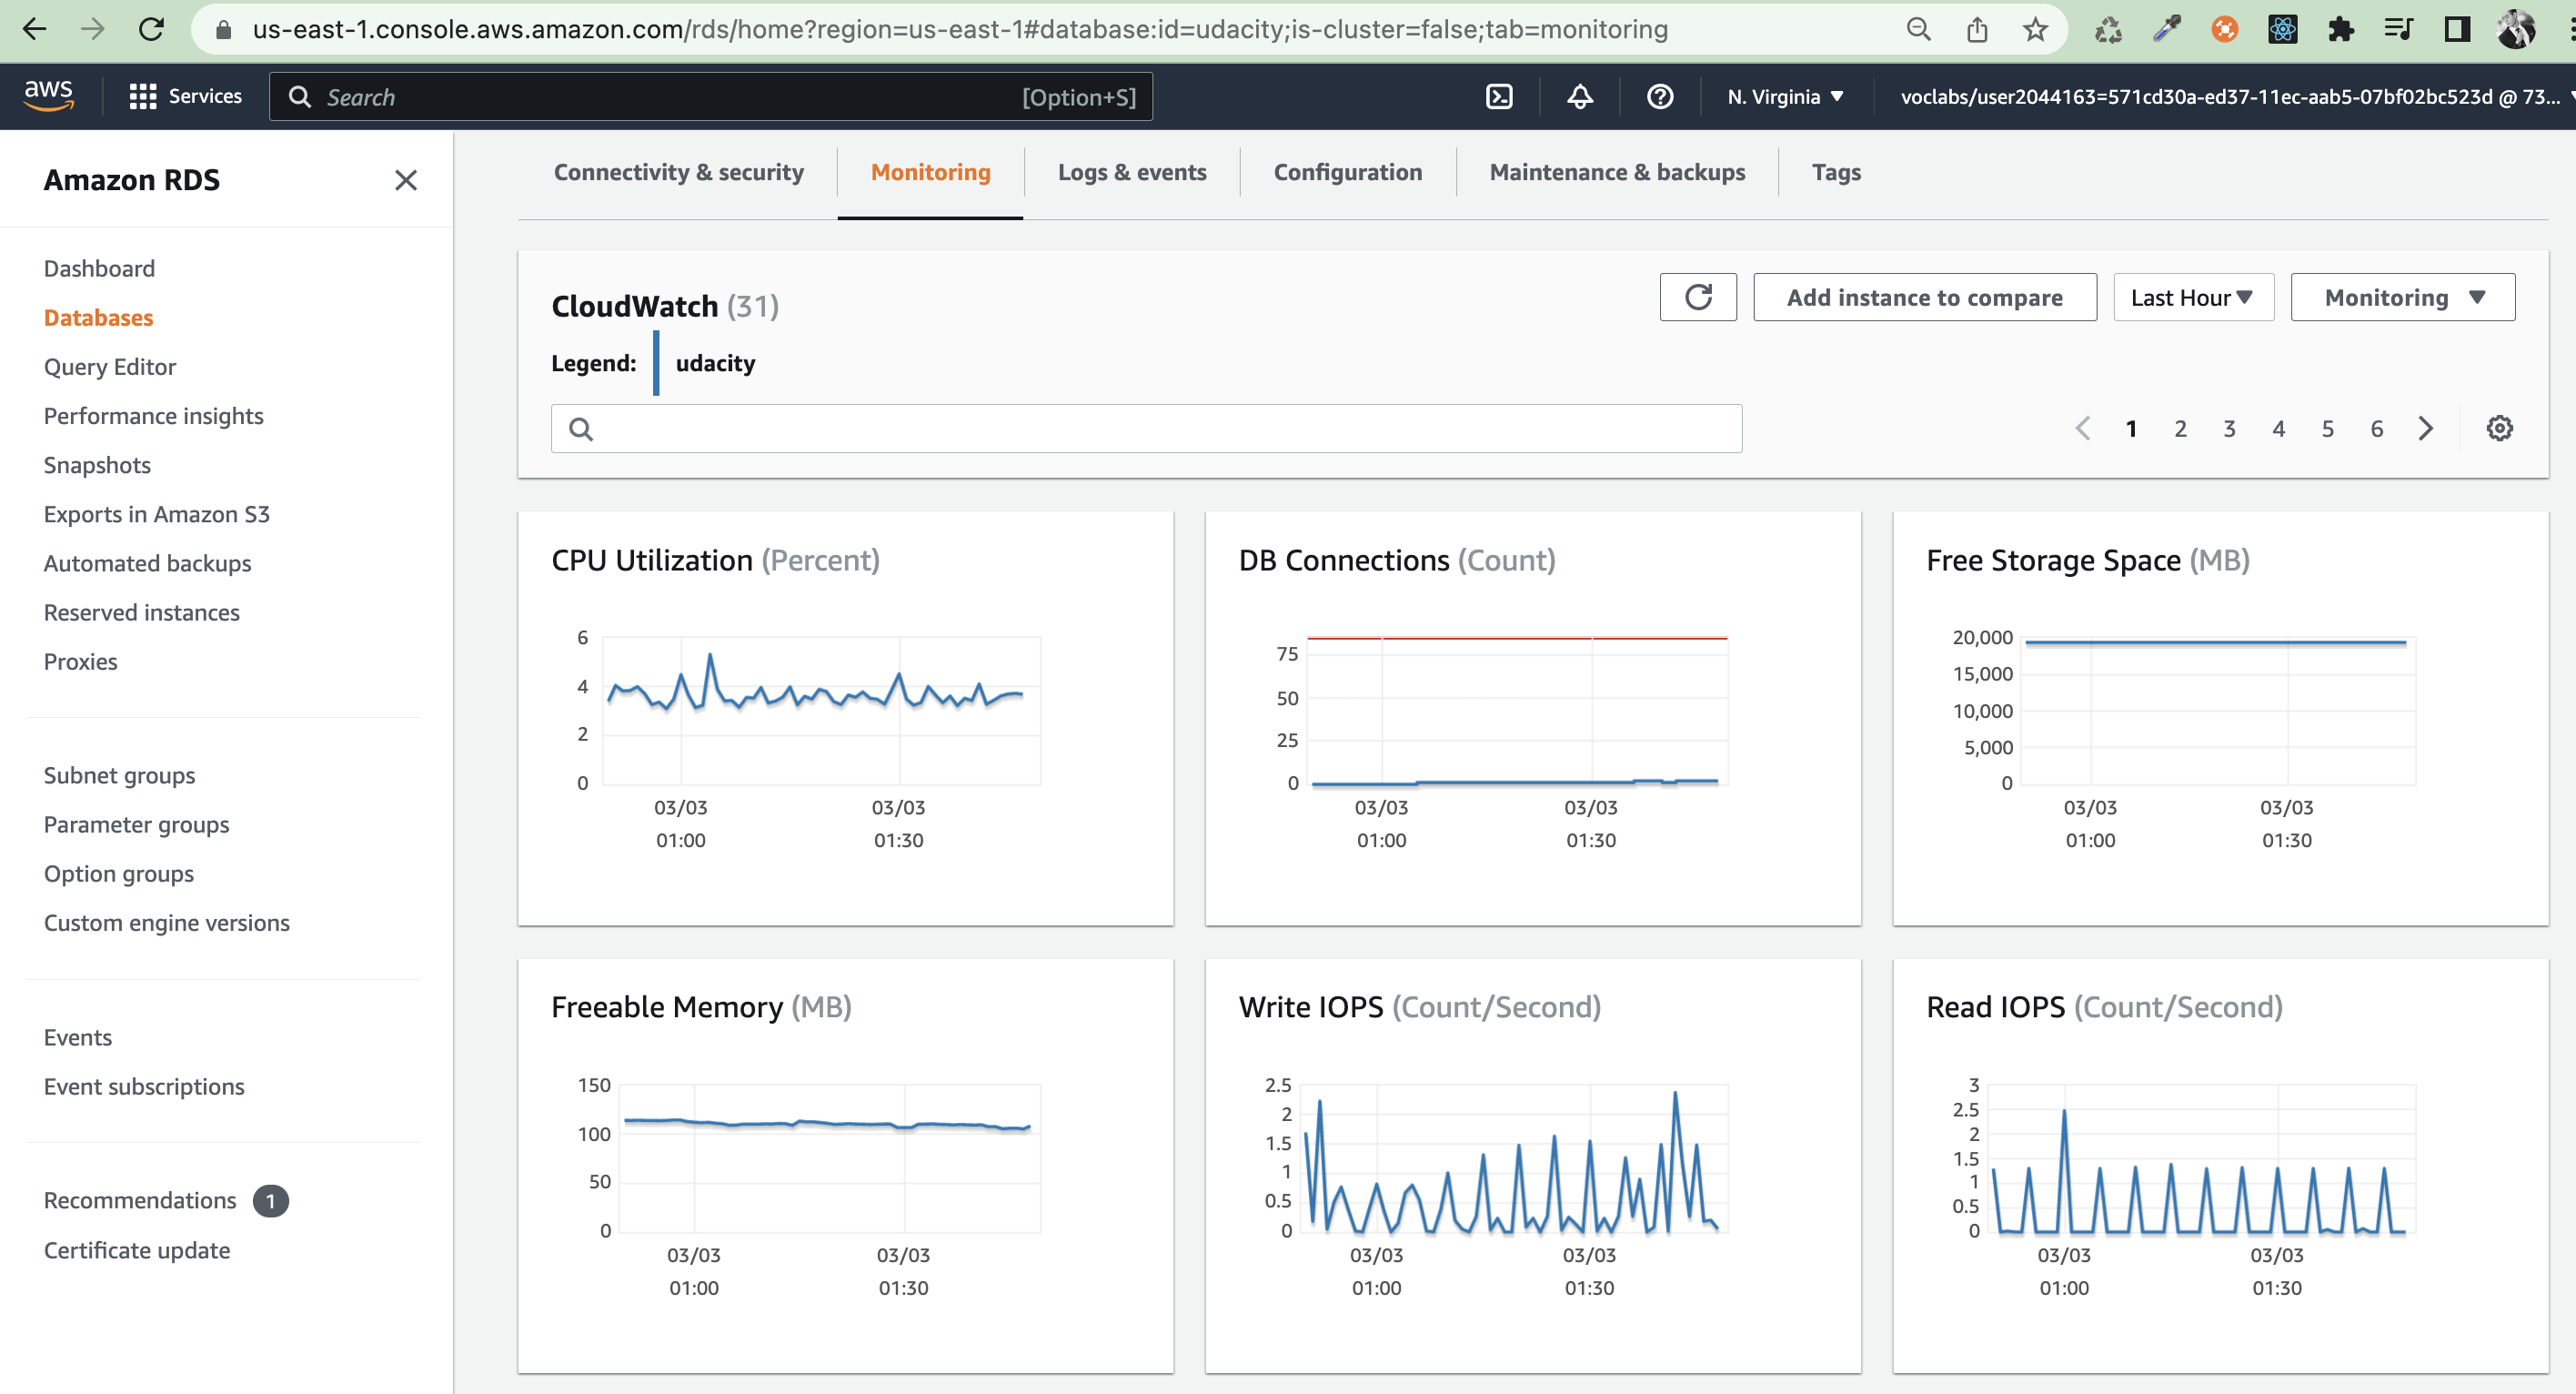 us-east-1.console.aws.amazon.com/rds/home?region=us-east-1#database:id=udacity;is-cluster=false;tab=monitoring
aws
Services
Search
[Option+S]
N. Virginia
voclabs/user2044163=571cd30a-ed37-11ec-aab5-07bf02bc523d @ 73...
Amazon RDS
Dashboard
Databases
Query Editor
Performance insights
Snapshots
Exports in Amazon S3
Automated backups
Reserved instances
Proxies
Subnet groups
Parameter groups
Option groups
Custom engine versions
Events
Event subscriptions
Recommendations 1
Certificate update
Connectivity & security
Monitoring
Logs & events
Configuration
Maintenance & backups
Tags
CloudWatch (31)
Add instance to compare
Last Hour
Monitoring
Legend: udacity
1 2 3 4 5 6
CPU Utilization (Percent)
6
4
2
0
03/03 03/03
01:00 01:30
DB Connections (Count)
75
50
25
0
03/03 03/03
01:00 01:30
Free Storage Space (MB)
20,000
15,000
10,000
5,000
0
03/03 03/03
01:00 01:30
Freeable Memory (MB)
150
100
50
0
03/03 03/03
01:00 01:30
Write IOPS (Count/Second)
2.5
2
1.5
1
0.5
0
03/03 03/03
01:00 01:30
Read IOPS (Count/Second)
3
2.5
2
1.5
1
0.5
0
03/03 03/03
01:00 01:30